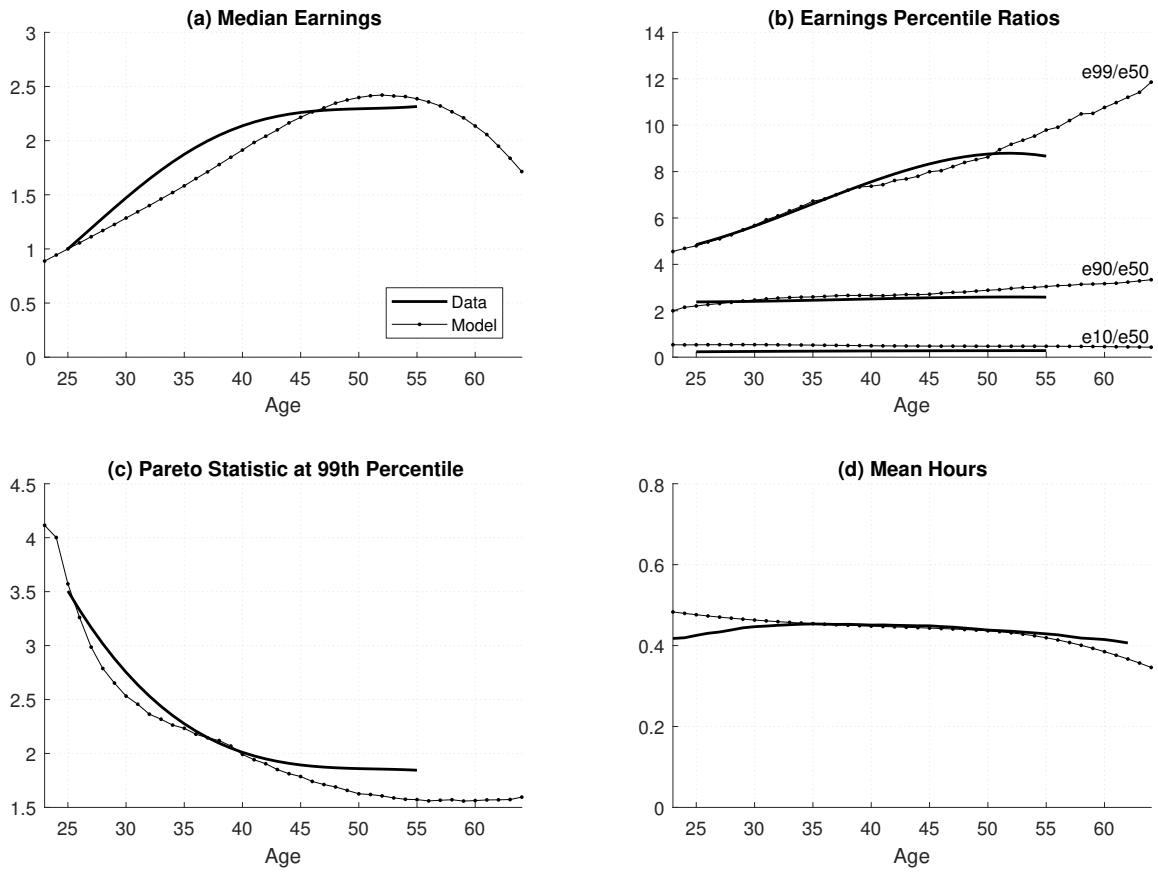 (a) Median Earnings
3
2.5
2
1.5
1
0.5
0
Data
Model
25 30 35 40 45 50 55 60
Age
(b) Earnings Percentile Ratios
14
12
10
8
6
4
2
0
e99/e50
e90/e50
e10/e50
25 30 35 40 45 50 55 60
Age
(c) Pareto Statistic at 99th Percentile
4.5
4
3.5
3
2.5
2
1.5
25 30 35 40 45 50 55 60
Age
(d) Mean Hours
0.8
0.6
0.4
0.2
0
25 30 35 40 45 50 55 60
Age